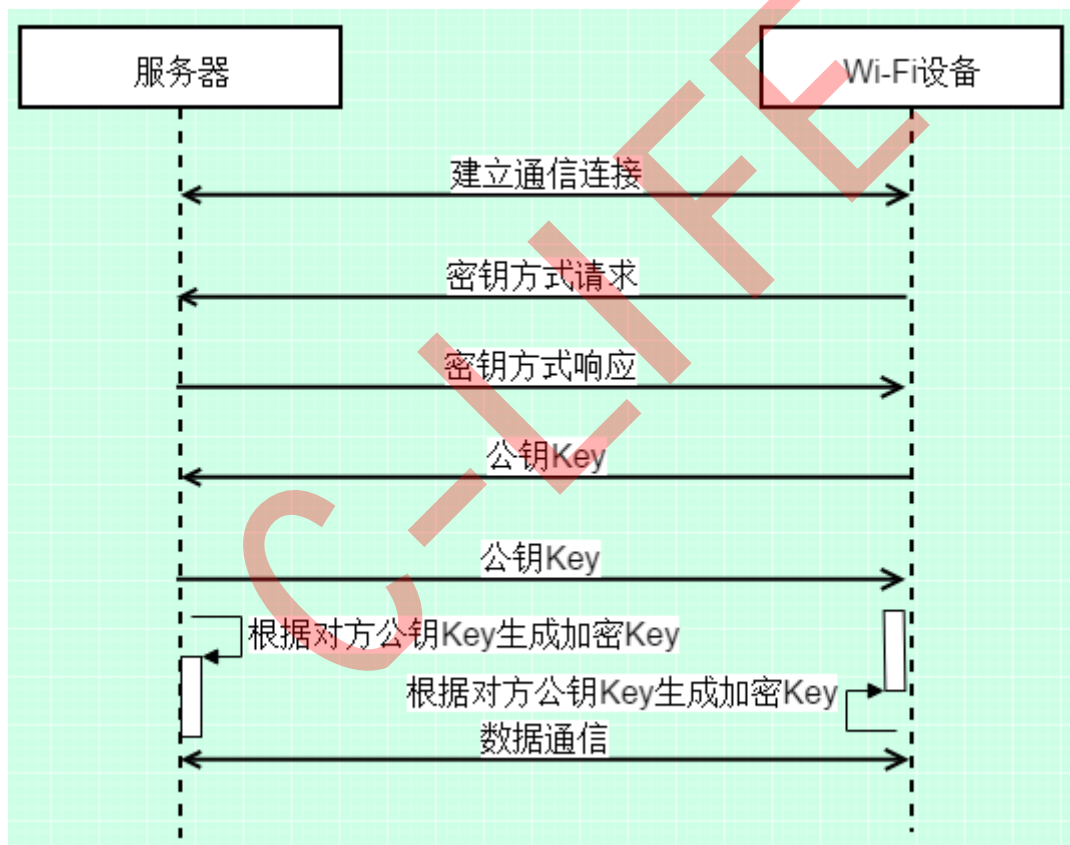 服务器
Wi-Fi设备
建立通信连接
密钥方式请求
密钥方式响应
公钥Key
公钥Key
根据对方公钥Key生成加密Key
根据对方公钥Key生成加密Key
数据通信
C-LIFE